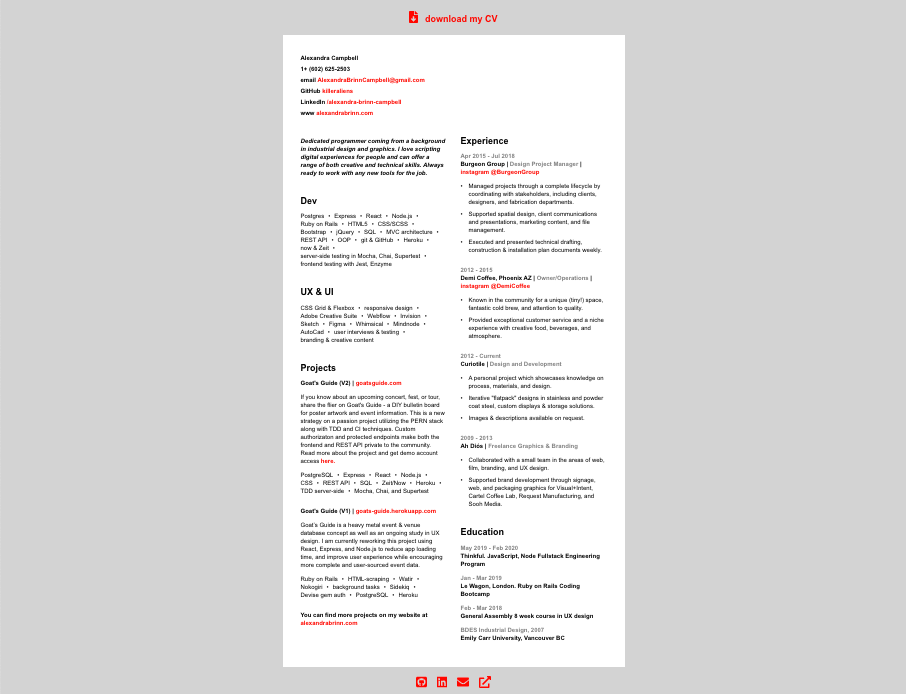 download my CV
Alexandra Campbell
1+ (602) 625-2503
email AlexandraBrinnCampbell@gmail.com
GitHub killeraliens
LinkedIn /alexandra-brinn-campbell
www alexandrabrinn.com
Dedicated programmer coming from a background
in industrial design and graphics. I love scripting
digital experiences for people and can offer a
range of both creative and technical skills. Always
ready to work with any new tools for the job.
Dev
Postgres • Express • React • Node.js •
Ruby on Rails • HTML5 • CSS/SCSS •
Bootstrap • jQuery • SQL • MVC architecture •
REST API • OOP • git & GitHub • Heroku •
now & Zeit •
server-side testing in Mocha, Chai, Supertest •
frontend testing with Jest, Enzyme
UX & UI
CSS Grid & Flexbox • responsive design •
Adobe Creative Suite • Webflow • Invision •
Sketch • Figma • Whimsical • Mindnode •
AutoCad • user interviews & testing •
branding & creative content
Projects
Goat's Guide (V2) | goatsguide.com
If you know about an upcoming concert, fest, or tour,
share the flier on Goat's Guide - a DIY bulletin board
for poster artwork and event information. This is a new
strategy on a passion project utilizing the PERN stack
along with TDD and CI techniques. Custom
authorization and protected endpoints make both the
frontend and REST API private to the community.
Read more about the project and get demo account
access here.
PostgreSQL • Express • React • Node.js •
CSS • REST API • SQL • Zeit/Now • Heroku •
TDD server-side • Mocha, Chai, and Supertest
Goat's Guide (V1) | goats-guide.herokuapp.com
Goat's Guide is a heavy metal event & venue
database concept as well as an ongoing study in UX
design. I am currently reworking this project using
React, Express, and Node.js to reduce app loading
time, and improve user experience while encouraging
more complete and user-sourced event data.
Ruby on Rails • HTML-scraping • Watir •
Nokogiri • background tasks • Sidekiq •
Devise gem auth • PostgreSQL • Heroku
You can find more projects on my website at
alexandrabrinn.com
Experience
Apr 2015 - Jul 2018
Burgeon Group | Design Project Manager |
instagram @BurgeonGroup
• Managed projects through a complete lifecycle by
coordinating with stakeholders, including clients,
designers, and fabrication departments.
• Supported spatial design, client communications
and presentations, marketing content, and file
management.
• Executed and presented technical drafting,
construction & installation plan documents weekly.
2012 - 2015
Demi Coffee, Phoenix AZ | Owner/Operations |
instagram @DemiCoffee
• Known in the community for a unique (tiny!) space,
fantastic cold brew, and attention to quality.
• Provided exceptional customer service and a niche
experience with creative food, beverages, and
atmosphere.
2012 - Current
Curiotile | Design and Development
• A personal project which showcases knowledge on
process, materials, and design.
• Iterative "flatpack" designs in stainless and powder
coat steel, custom displays & storage solutions.
• Images & descriptions available on request.
2009 - 2013
Ah Diós | Freelance Graphics & Branding
• Collaborated with a small team in the areas of web,
film, branding, and UX design.
• Supported brand development through signage,
web, and packaging graphics for Visual+Intent,
Cartel Coffee Lab, Request Manufacturing, and
Sooh Media.
Education
May 2019 - Feb 2020
Thinkful. JavaScript, Node Fullstack Engineering
Program
Jan - Mar 2019
Le Wagon, London. Ruby on Rails Coding
Bootcamp
Feb - Mar 2018
General Assembly 8 week course in UX design
BDES Industrial Design, 2007
Emily Carr University, Vancouver BC